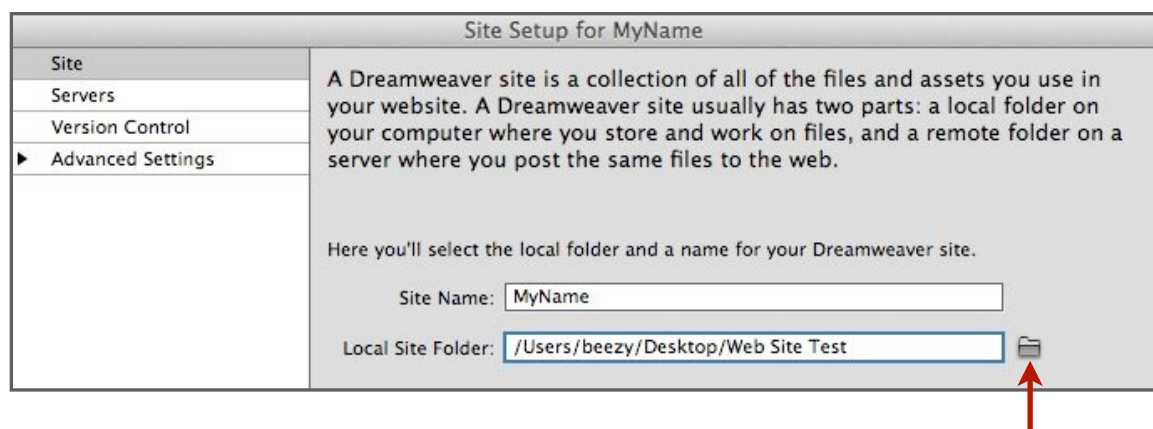 Site Setup for MyName
Site
Servers
Version Control
Advanced Settings
A Dreamweaver site is a collection of all of the files and assets you use in
your website. A Dreamweaver site usually has two parts: a local folder on
your computer where you store and work on files, and a remote folder on a
server where you post the same files to the web.
Here you'll select the local folder and a name for your Dreamweaver site.
Site Name: MyName
Local Site Folder: /Users/beezy/Desktop/Web Site Test